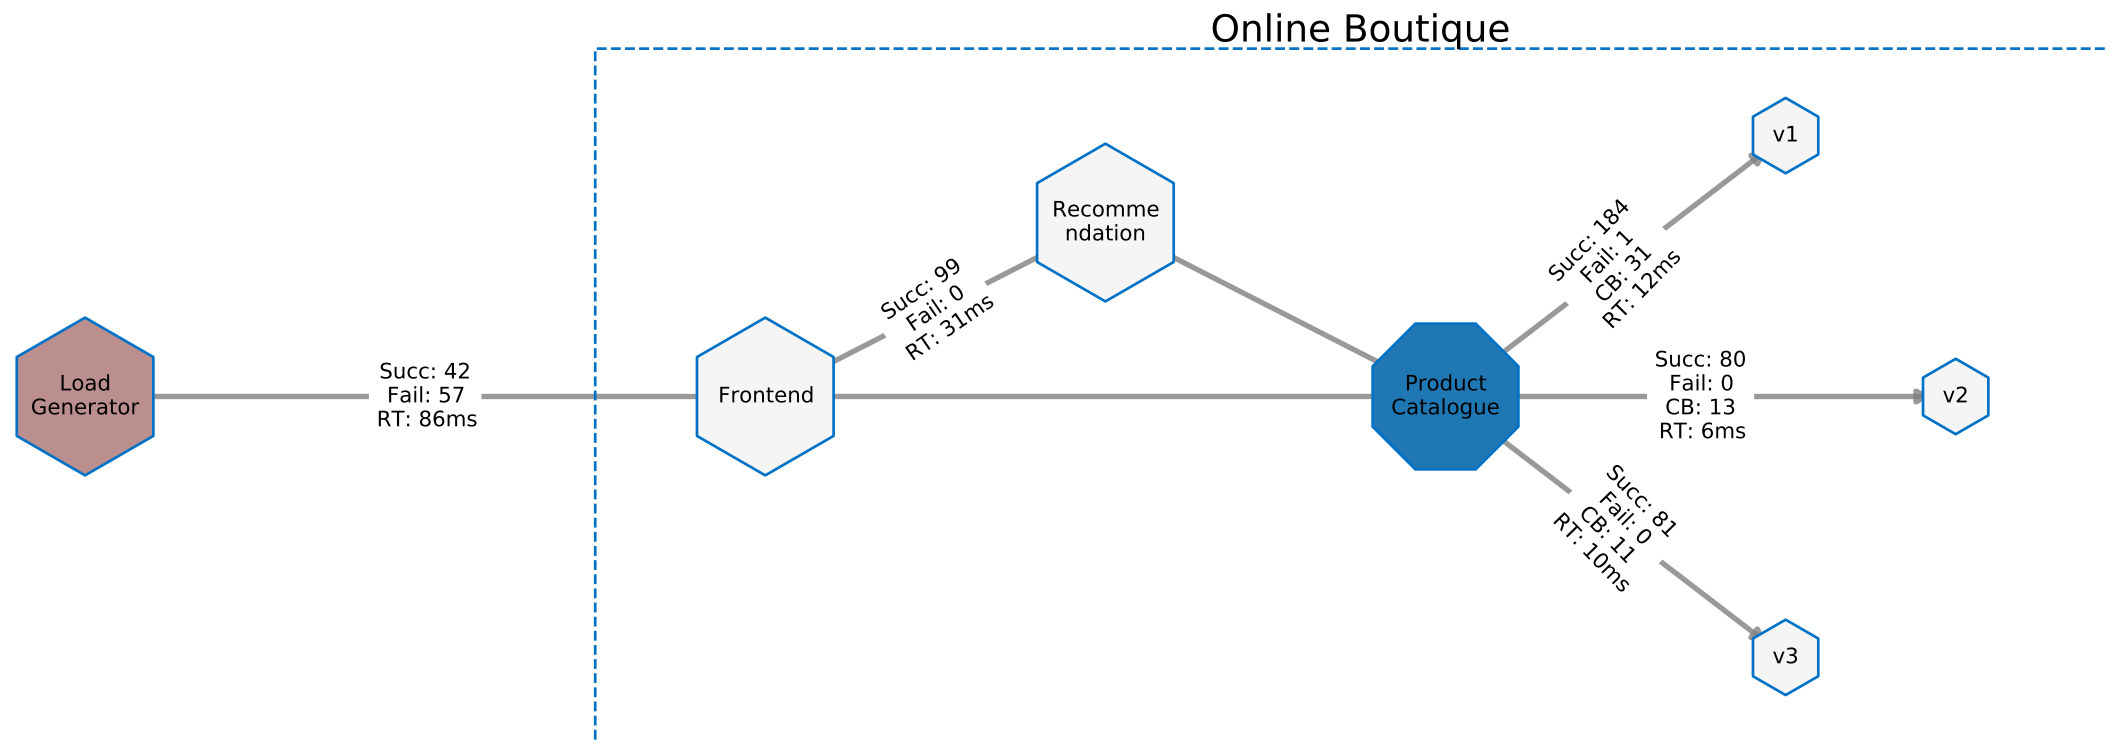 Online Boutique
Load
Generator
Succ: 42
Fail: 57
RT: 86ms
Frontend
Succ: 99
Fail: 0
RT: 31ms
Recomme
ndation
Product
Catalogue
Succ: 184
Fail: 1
CB: 31
RT: 12ms
v1
Succ: 80
Fail: 0
CB: 13
RT: 6ms
v2
Succ: 81
Fail: 0
CB: 11
RT: 10ms
v3